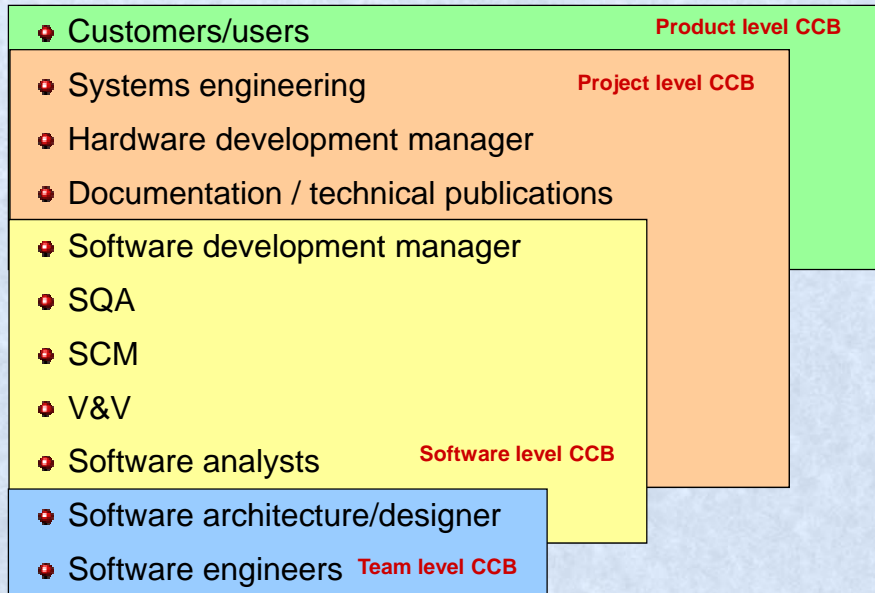 Customers/users Product level CCB
Systems engineering Project level CCB
Hardware development manager
Documentation / technical publications
Software development manager
SQA
SCM
V&V
Software analysts Software level CCB
Software architecture/designer
Software engineers Team level CCB